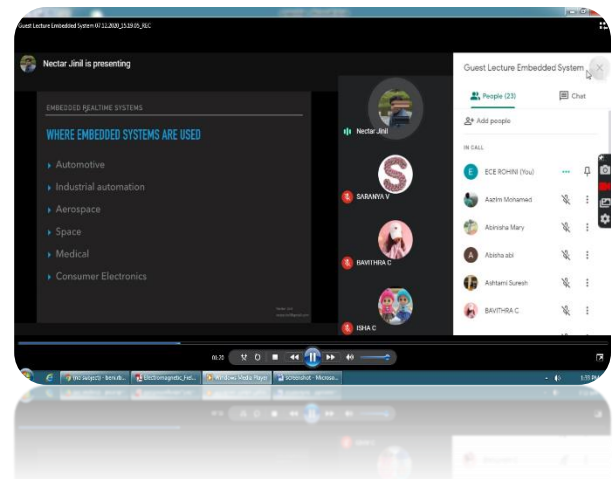 Guest Lecture Embedded System 07.12.2020_15.19.05_REC
Nectar Jinil is presenting
EMBEDDED REALTIME SYSTEMS
WHERE EMBEDDED SYSTEMS ARE USED
Automotive
Industrial automation
Aerospace
Space
Medical
Consumer Electronics
Nectar Jinil
S
SARANYA V
BAVITHRA C
ISHA C
Guest Lecture Embedded System
People (23)
Chat
Add people
IN CALL
E
ECE ROHINI (You)
Aazim Mohamed
Abinisha Mary
A
Abisha abi
Ashtami Suresh
BAVITHRA C
Electromagnetic_Fiel...
Windows Media Player
screenshot - Microso...